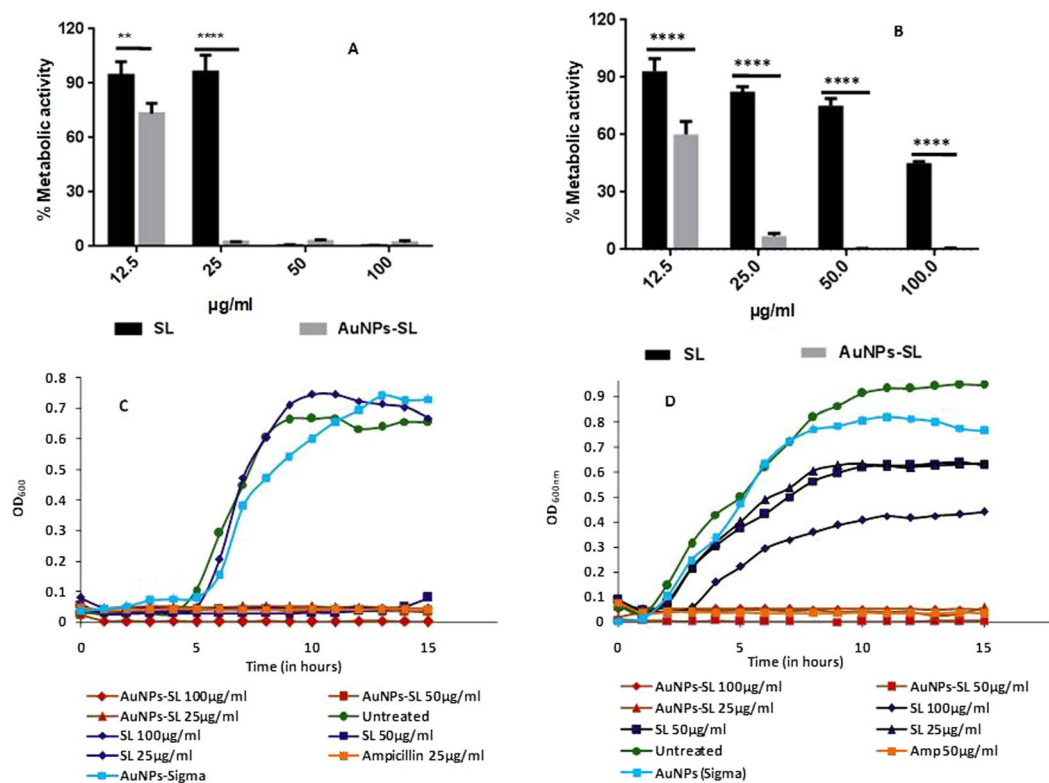 A
% Metabolic activity
120
90
60
30
0
** ****
12.5 25 50 100
µg/ml
SL AuNPs-SL
B
% Metabolic activity
120
90
60
30
0
**** **** **** ****
12.5 25.0 50.0 100.0
µg/ml
SL AuNPs-SL
C
OD600
0.8
0.7
0.6
0.5
0.4
0.3
0.2
0.1
0
0 5 10 15
Time (in hours)
AuNPs-SL 100µg/ml AuNPs-SL 50µg/ml
AuNPs-SL 25µg/ml Untreated
SL 100µg/ml SL 50µg/ml
SL 25µg/ml Ampicillin 25µg/ml
AuNPs-Sigma
D
OD600nm
0.9
0.8
0.7
0.6
0.5
0.4
0.3
0.2
0.1
0
0 5 10 15
Time (in hours)
AuNPs-SL 100µg/ml AuNPs-SL 50µg/ml
AuNPs-SL 25µg/ml SL 100µg/ml
SL 50µg/ml SL 25µg/ml
Untreated Amp50µg/ml
AuNPs (Sigma)